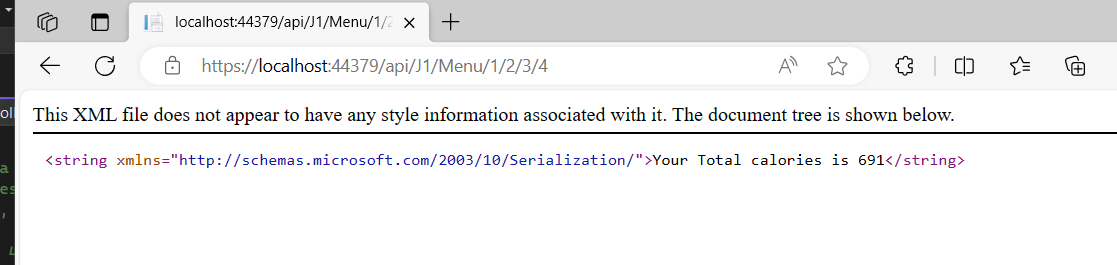 localhost:44379/api/J1/Menu/1/2
https://localhost:44379/api/J1/Menu/1/2/3/4
This XML file does not appear to have any style information associated with it. The document tree is shown below.
<string xmlns="http://schemas.microsoft.com/2003/10/Serialization/">Your Total calories is 691</string>